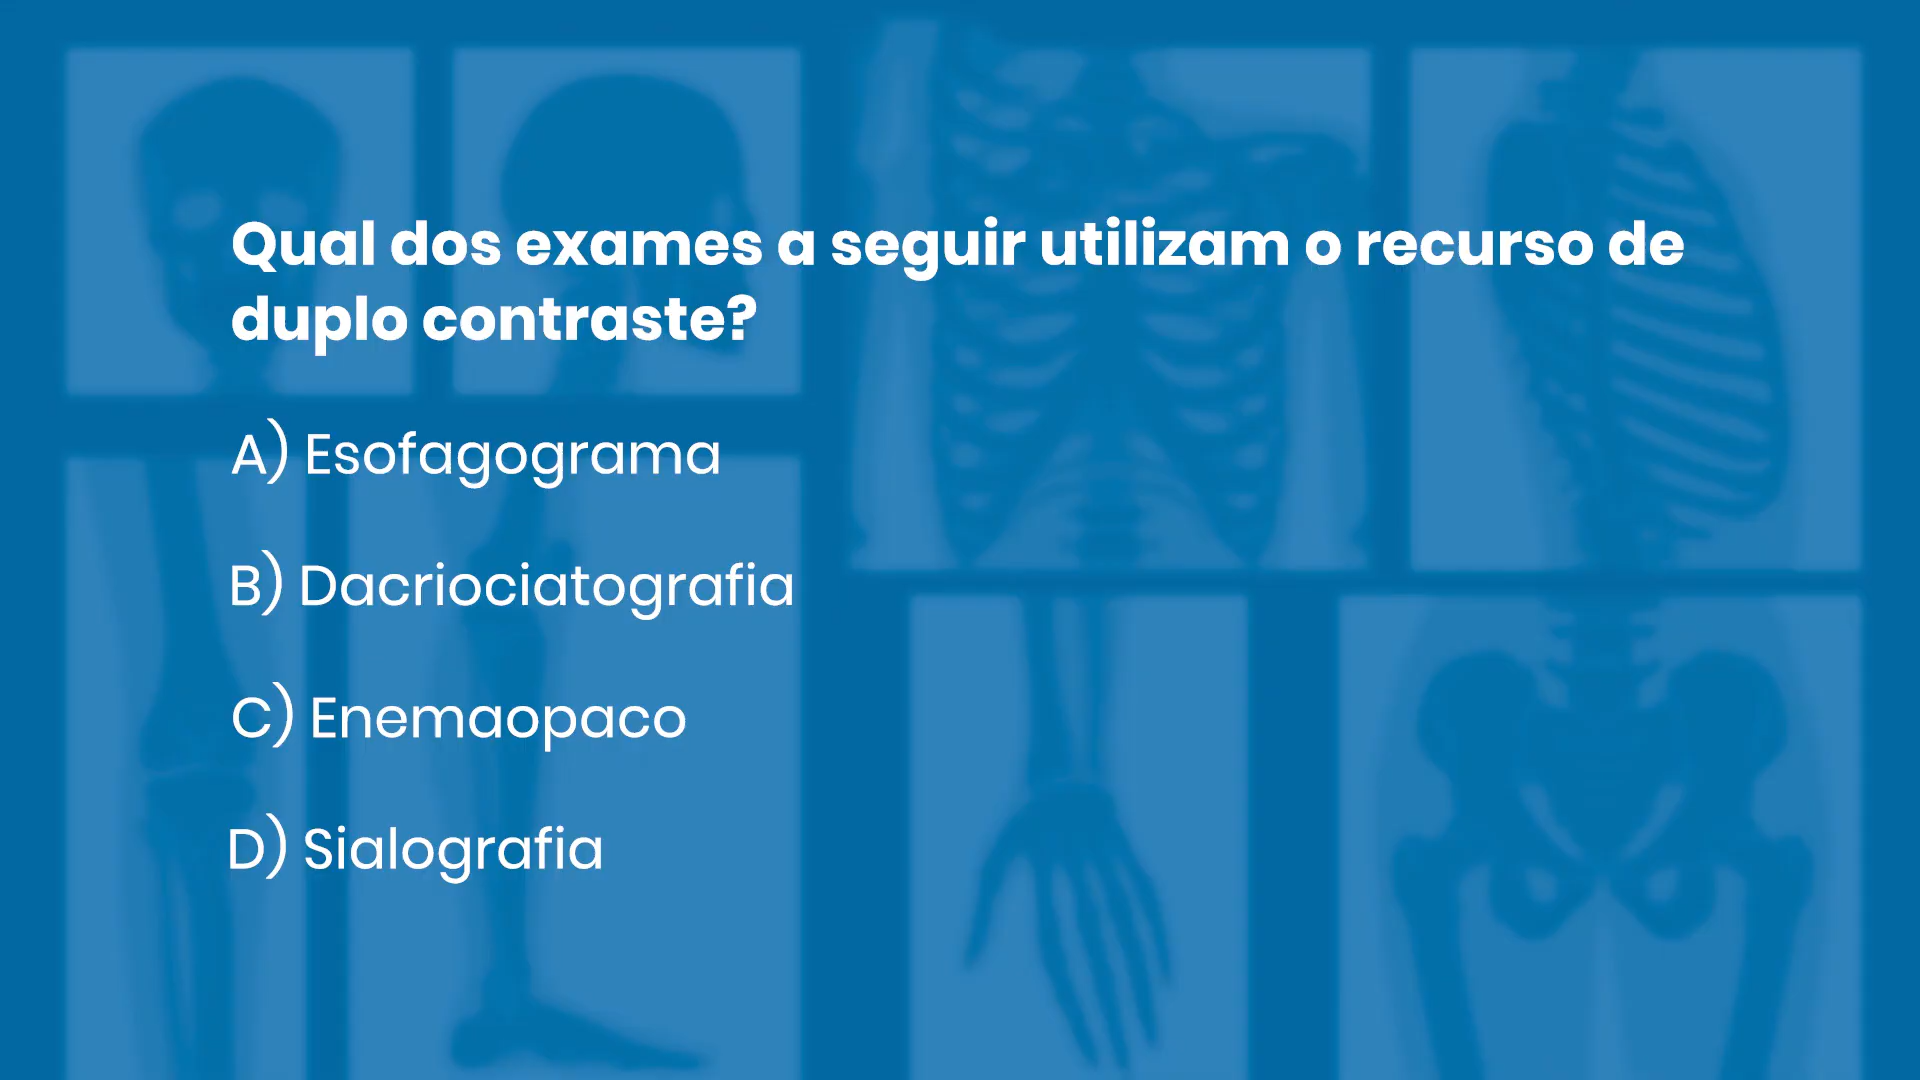 Qual dos exames a seguir utilizam o recurso de
duplo contraste?
A) Esofagograma
B) Dacriociatografia
C) Enemaopaco
D) Sialografia